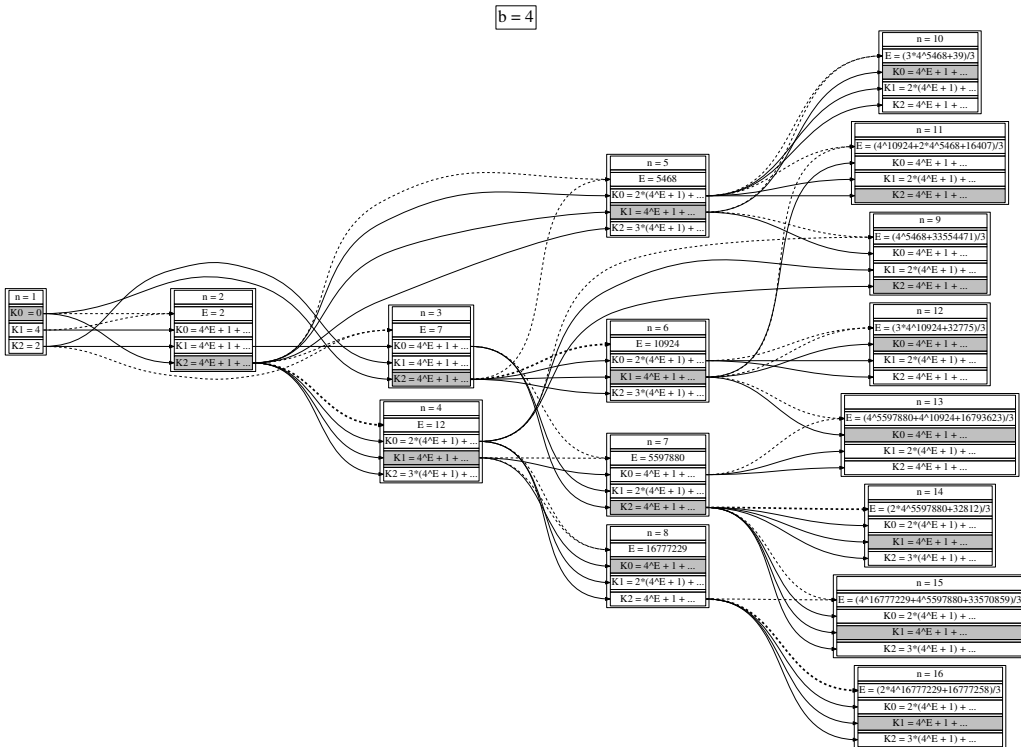 b = 4
n = 1
K0 = 0
K1 = 4
K2 = 2
n = 2
E = 2
K0 = 4^E + 1 + ...
K1 = 4^E + 1 + ...
K2 = 4^E + 1 + ...
n = 3
E = 7
K0 = 4^E + 1 + ...
K1 = 4^E + 1 + ...
K2 = 4^E + 1 + ...
n = 4
E = 12
K0 = 2*(4^E + 1) + ...
K1 = 4^E + 1 + ...
K2 = 3*(4^E + 1) + ...
n = 5
E = 5468
K0 = 2*(4^E + 1) + ...
K1 = 4^E + 1 + ...
K2 = 3*(4^E + 1) + ...
n = 6
E = 10924
K0 = 2*(4^E + 1) + ...
K1 = 4^E + 1 + ...
K2 = 3*(4^E + 1) + ...
n = 7
E = 5597880
K0 = 4^E + 1 + ...
K1 = 2*(4^E + 1) + ...
K2 = 4^E + 1 + ...
n = 8
E = 16777229
K0 = 4^E + 1 + ...
K1 = 2*(4^E + 1) + ...
K2 = 4^E + 1 + ...
n = 10
E = (3*4^5468+39)/3
K0 = 4^E + 1 + ...
K1 = 2*(4^E + 1) + ...
K2 = 4^E + 1 + ...
n = 11
E = (4^10924+2*4^5468+16407)/3
K0 = 4^E + 1 + ...
K1 = 2*(4^E + 1) + ...
K2 = 4^E + 1 + ...
n = 9
E = (4^5468+33554471)/3
K0 = 4^E + 1 + ...
K1 = 2*(4^E + 1) + ...
K2 = 4^E + 1 + ...
n = 12
E = (3*4^10924+32775)/3
K0 = 4^E + 1 + ...
K1 = 2*(4^E + 1) + ...
K2 = 4^E + 1 + ...
n = 13
E = (4^5597880+4^10924+16793623)/3
K0 = 4^E + 1 + ...
K1 = 2*(4^E + 1) + ...
K2 = 4^E + 1 + ...
n = 14
E = (2*4^5597880+32812)/3
K0 = 2*(4^E + 1) + ...
K1 = 4^E + 1 + ...
K2 = 3*(4^E + 1) + ...
n = 15
E = (4^16777229+4^5597880+33570859)/3
K0 = 2*(4^E + 1) + ...
K1 = 4^E + 1 + ...
K2 = 3*(4^E + 1) + ...
n = 16
E = (2*4^16777229+16777258)/3
K0 = 2*(4^E + 1) + ...
K1 = 4^E + 1 + ...
K2 = 3*(4^E + 1) + ...